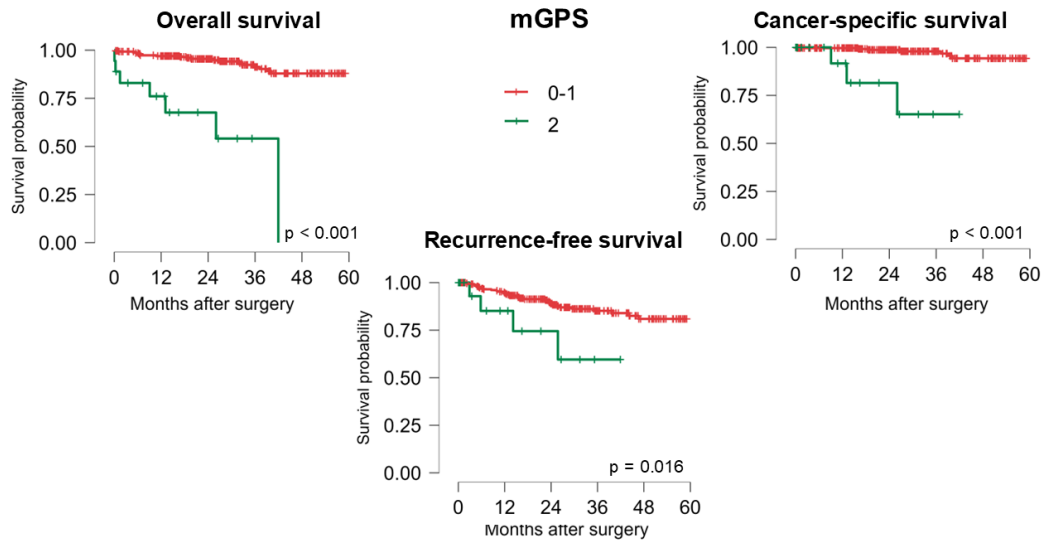 Overall survival
mGPS
Cancer-specific survival
0-1
2
Survival probability
1.00
0.75
0.50
0.25
0.00
p < 0.001
0 12 24 36 48 60
Months after surgery
Survival probability
1.00
0.75
0.50
0.25
0.00
p < 0.001
0 12 24 36 48 60
Months after surgery
Recurrence-free survival
Survival probability
1.00
0.75
0.50
0.25
0.00
p = 0.016
0 12 24 36 48 60
Months after surgery